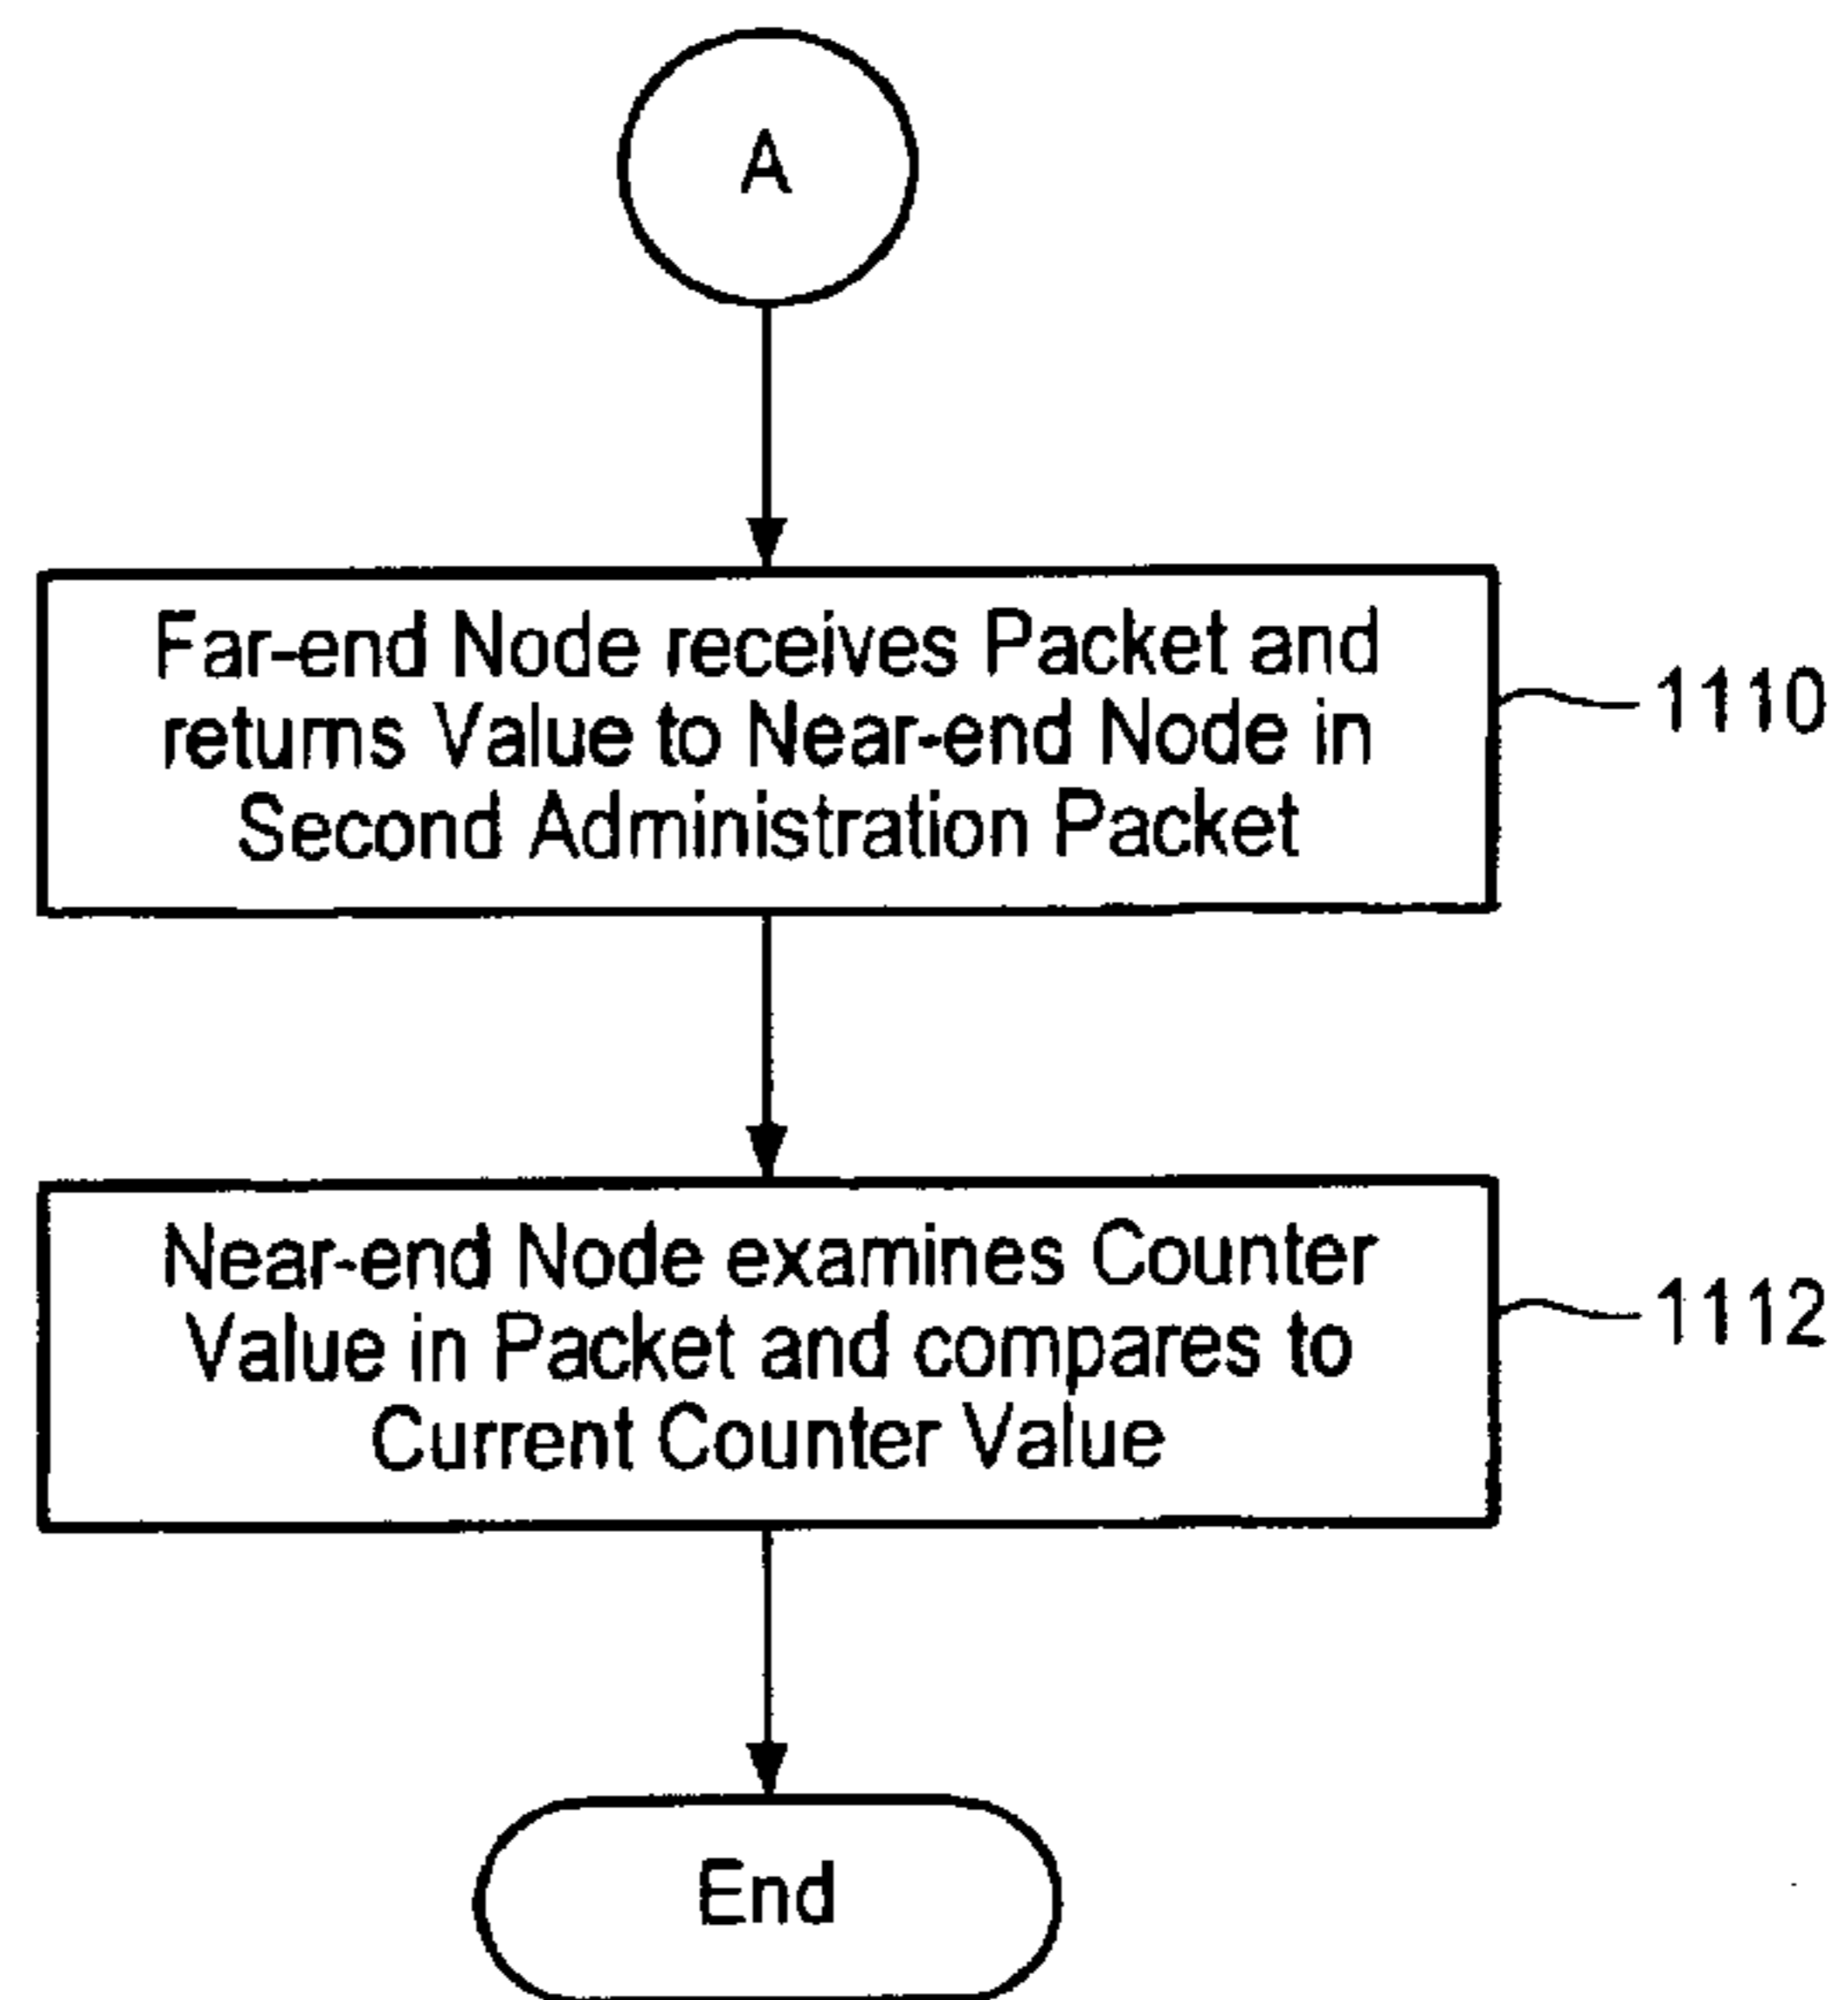 A
Far-end Node receives Packet and
returns Value to Near-end Node in
Second Administration Packet
1110
Near-end Node examines Counter
Value in Packet and compares to
Current Counter Value
1112
End